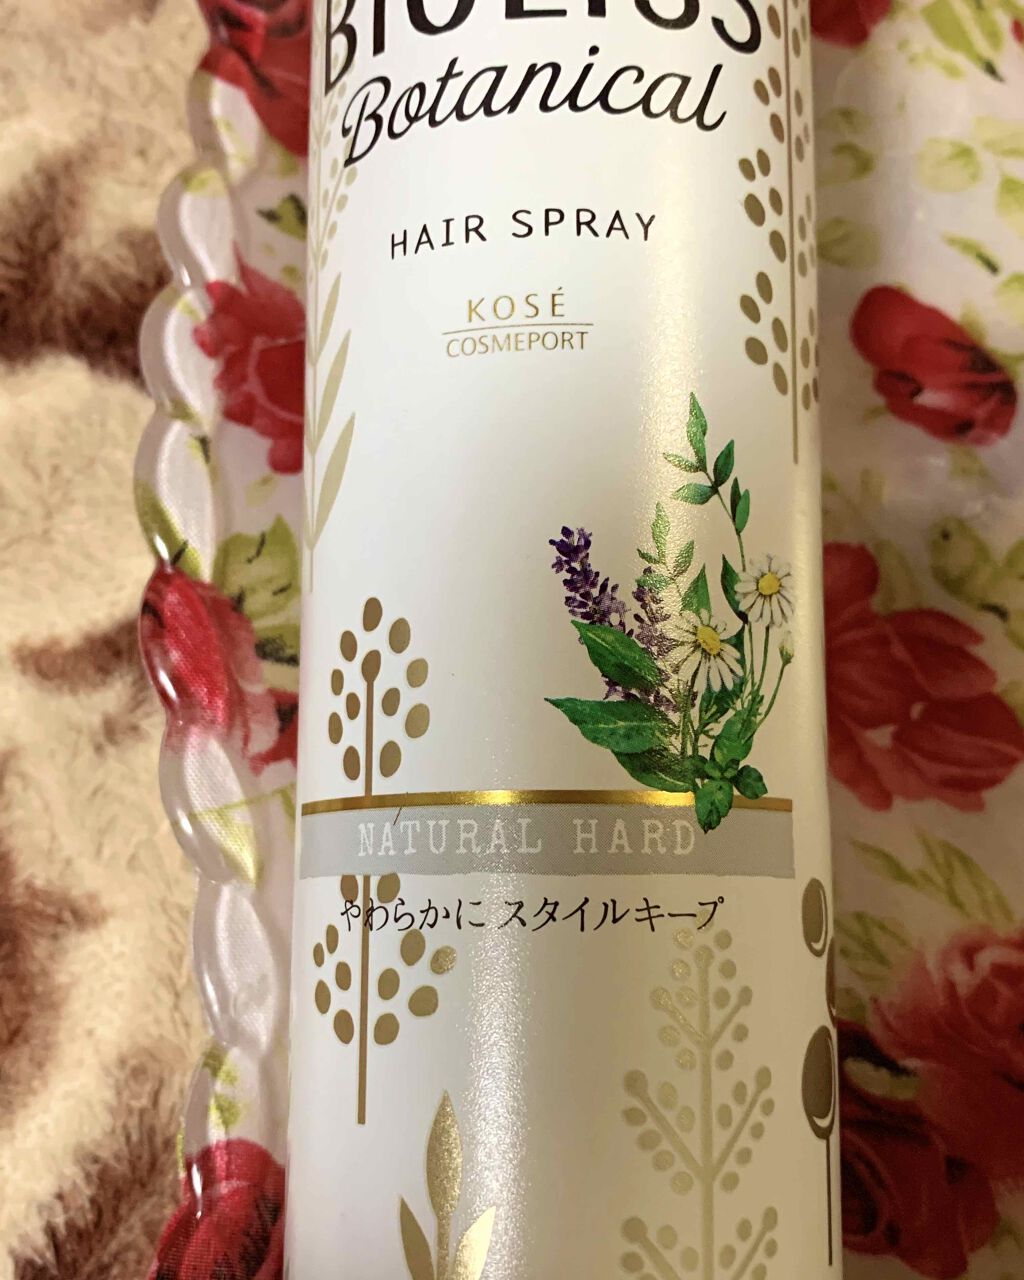 BIOLISS
Botanical
HAIR SPRAY
KOSÉ
COSMEPORT
NATURAL HARD
やわらかに スタイルキープ